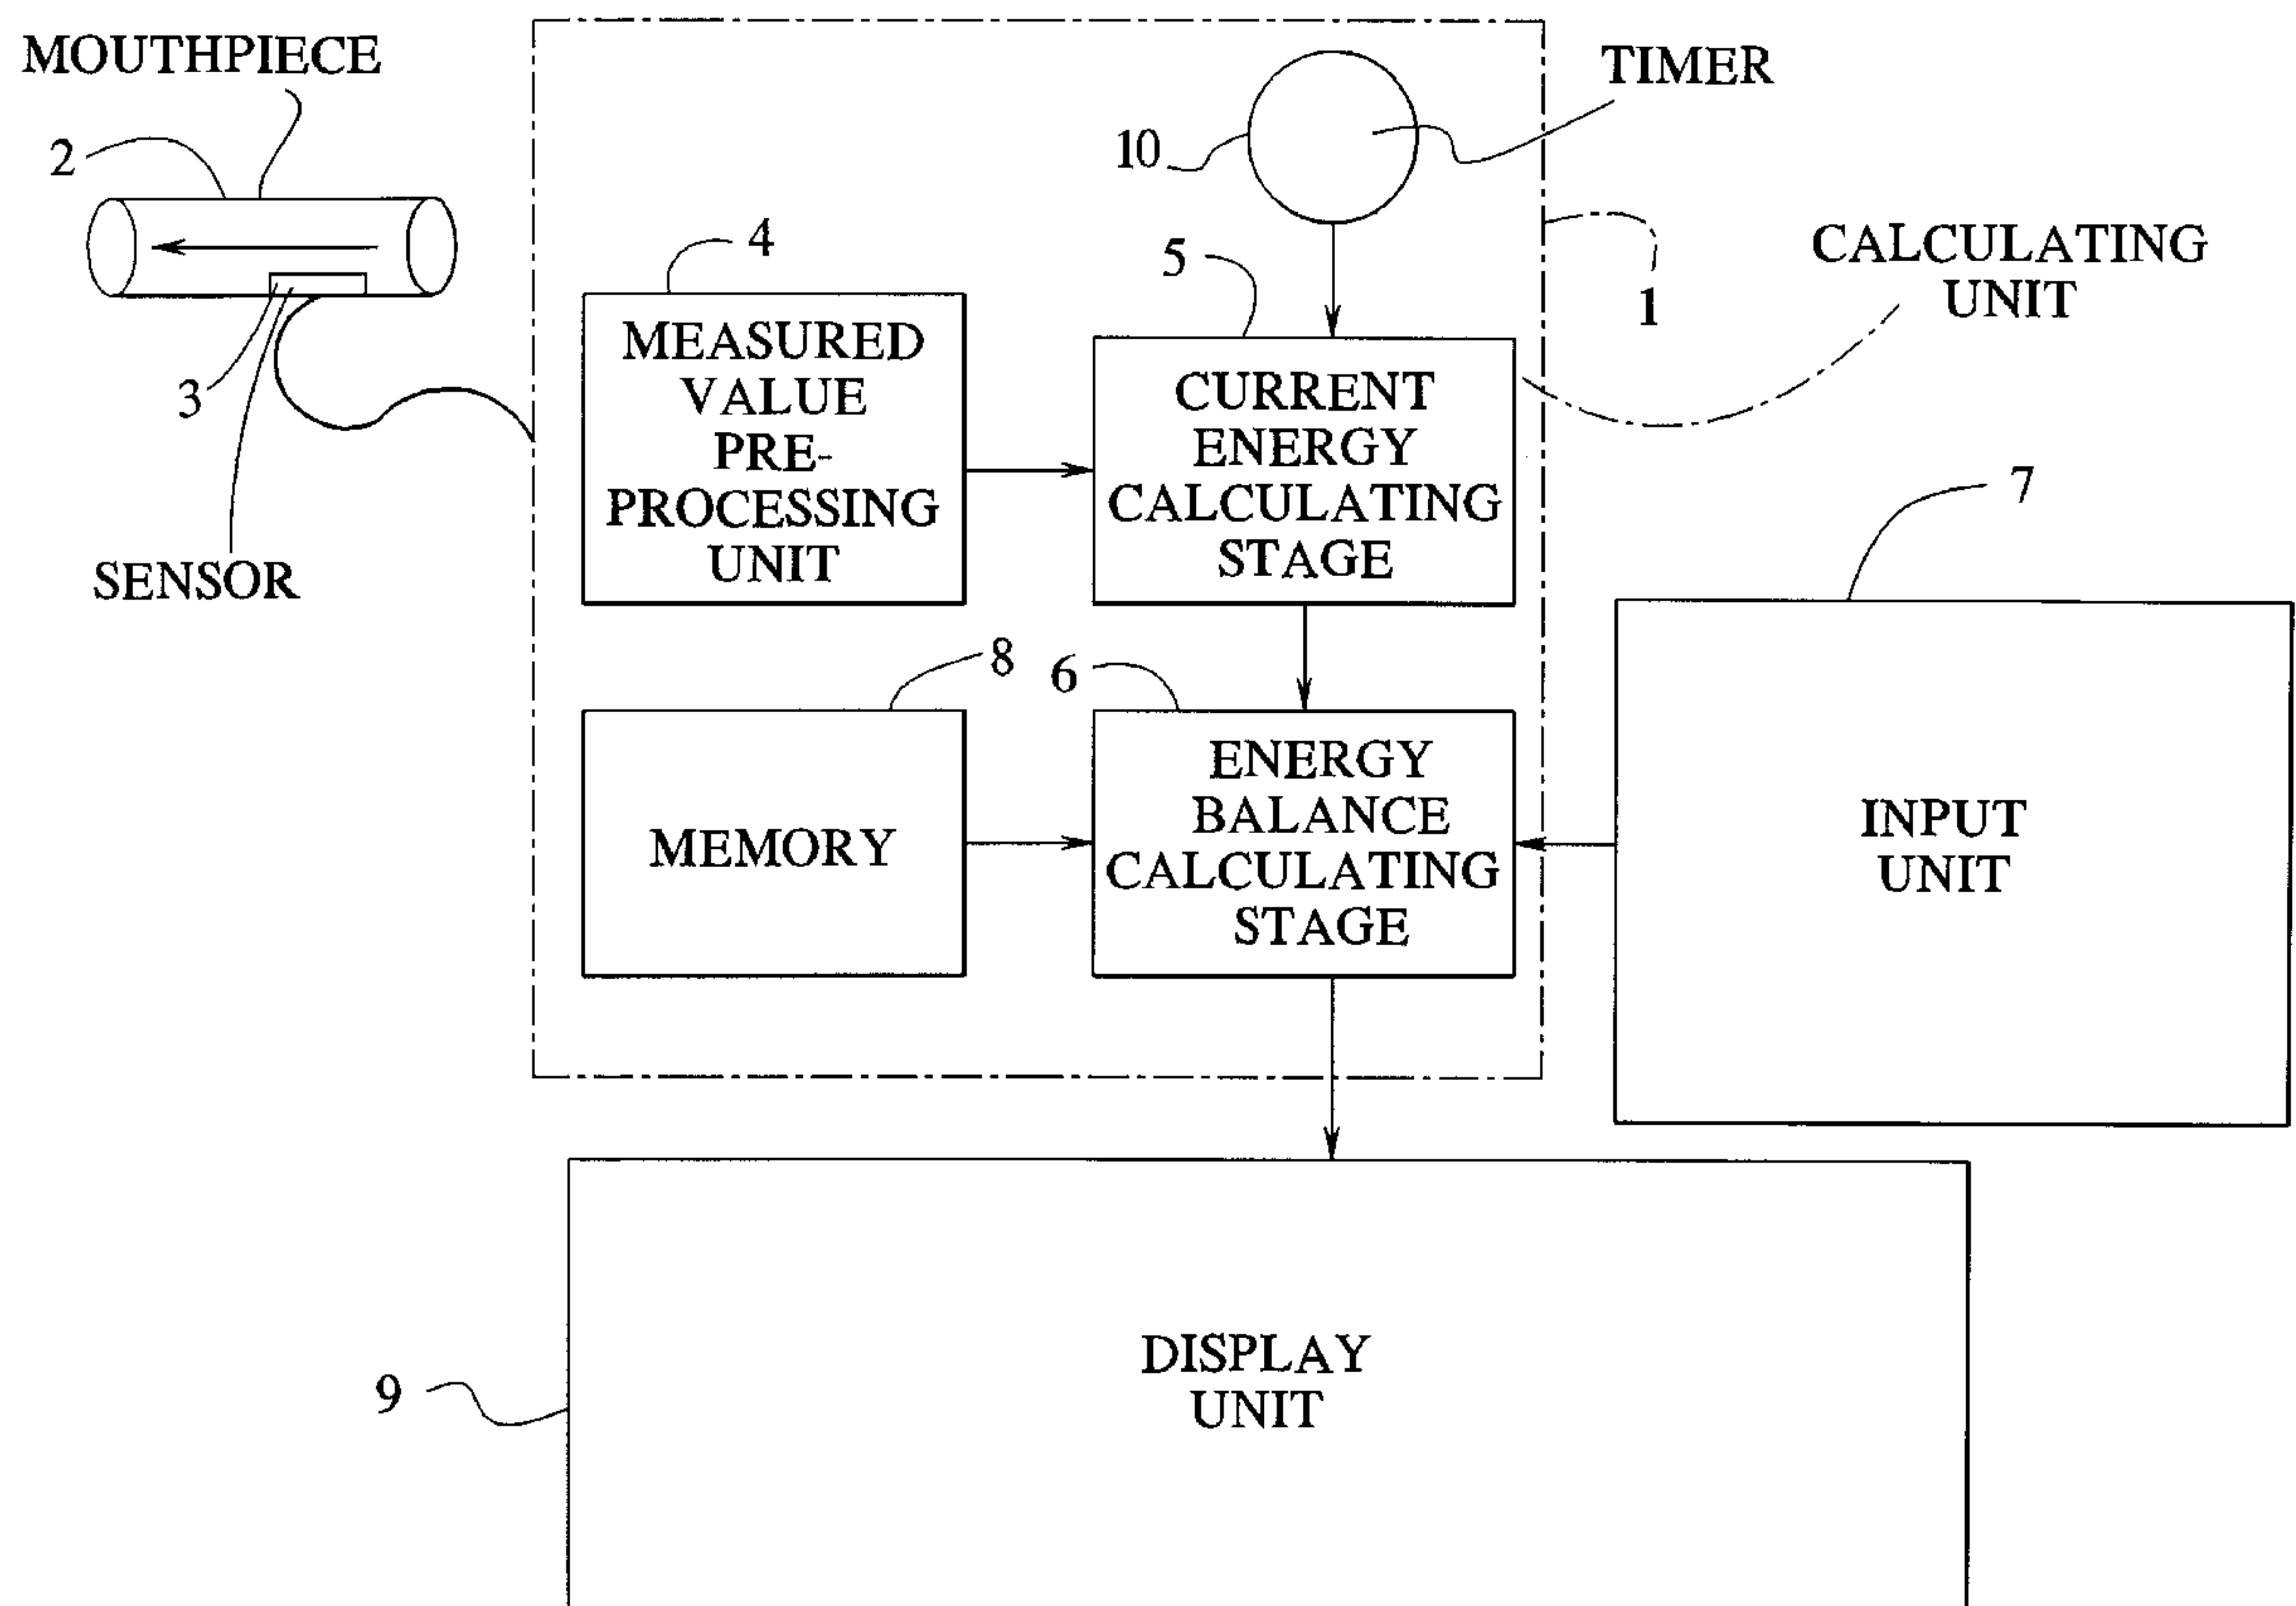 MOUTHPIECE
2
3
SENSOR
TIMER
10
4
5
MEASURED
VALUE
PRE-
PROCESSING
UNIT
CURRENT
ENERGY
CALCULATING
STAGE
1
CALCULATING
UNIT
7
8
6
MEMORY
ENERGY
BALANCE
CALCULATING
STAGE
INPUT
UNIT
9
DISPLAY
UNIT